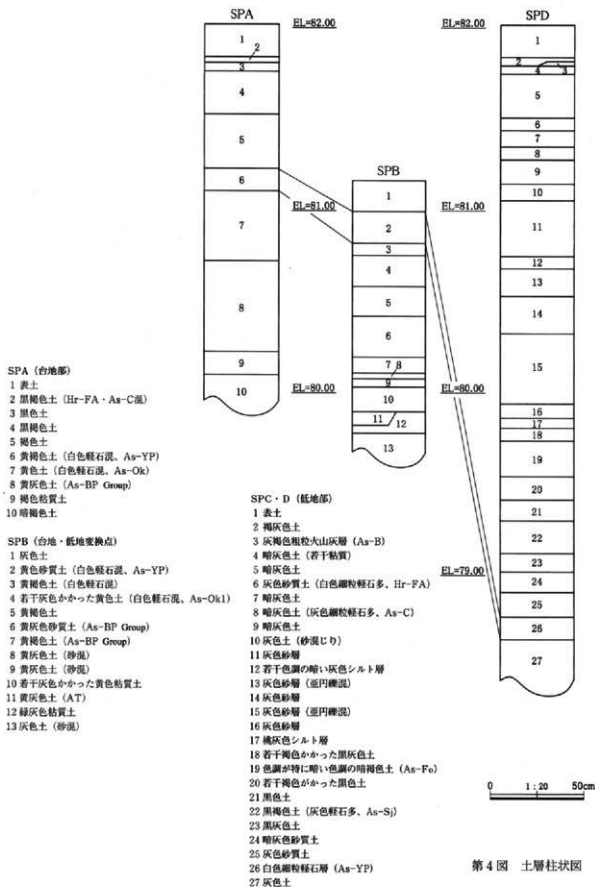 SPA
EL=82.00
EL=82.00
SPD
1
2
3
4
5
6
7
8
9
10
SPB
EL=81.00
EL=81.00
1
2
3
4
5
6
7
8
9
10
11
12
13
EL=80.00
EL=80.00
EL=79.00
1
2
3
4
5
6
7
8
9
10
11
12
13
14
15
16
17
18
19
20
21
22
23
24
25
26
27
SPA(台地部)
1 表土
2 黒褐色土(Hr-FA・As-C混)
3 黒色土
4 黒褐色土
5 褐色土
6 黄褐色土(白色軽石混、As-YP)
7 黄色土(白色軽石混、As-Ok)
8 黄灰色土(As-BP Group)
9 褐色粘質土
10 暗褐色土
SPB(台地・低地変換点)
1 灰色土
2 黄色砂質土(白色軽石混、As-YP)
3 黄褐色土(白色軽石混)
4 若干灰色かかった黄色土(白色軽石混、As-Ok1)
5 黄褐色土
6 黄灰色砂質土(As-BP Group)
7 黄褐色土(As-BP Group)
8 黄灰色土(砂混)
9 黄灰色土(砂混)
10 若干灰色かかった黄色粘質土
11 黄灰色土(AT)
12 緑灰色粘質土
13 灰色土(砂混)
SPC・D(低地部)
1 表土
2 褐灰色土
3 灰褐色粗粒火山灰層(As-B)
4 暗灰色土(若干粘質)
5 暗灰色土
6 灰色砂質土(白色細粒軽石多、Hr-FA)
7 暗灰色土
8 暗灰色土(灰色細粒軽石多、As-C)
9 暗灰色土
10 灰色土(砂混じり)
11 灰色砂層
12 若干色調の暗い灰色シルト層
13 灰色砂層(亜円礫混)
14 灰色砂層
15 灰色砂層(亜円礫混)
16 灰色砂層
17 桃灰色シルト層
18 若干褐色かかった黒灰色土
19 色調が特に暗い色調の暗褐色土(As-Fo)
20 若干褐色がかった黒色土
21 黒色土
22 黒褐色土(灰色軽石多、As-Sj)
23 黒灰色土
24 暗灰色砂質土
25 灰色砂質土
26 白色細粒軽石層(As-YP)
27 灰色土
0 1:20 50cm
第4図 土層柱状図